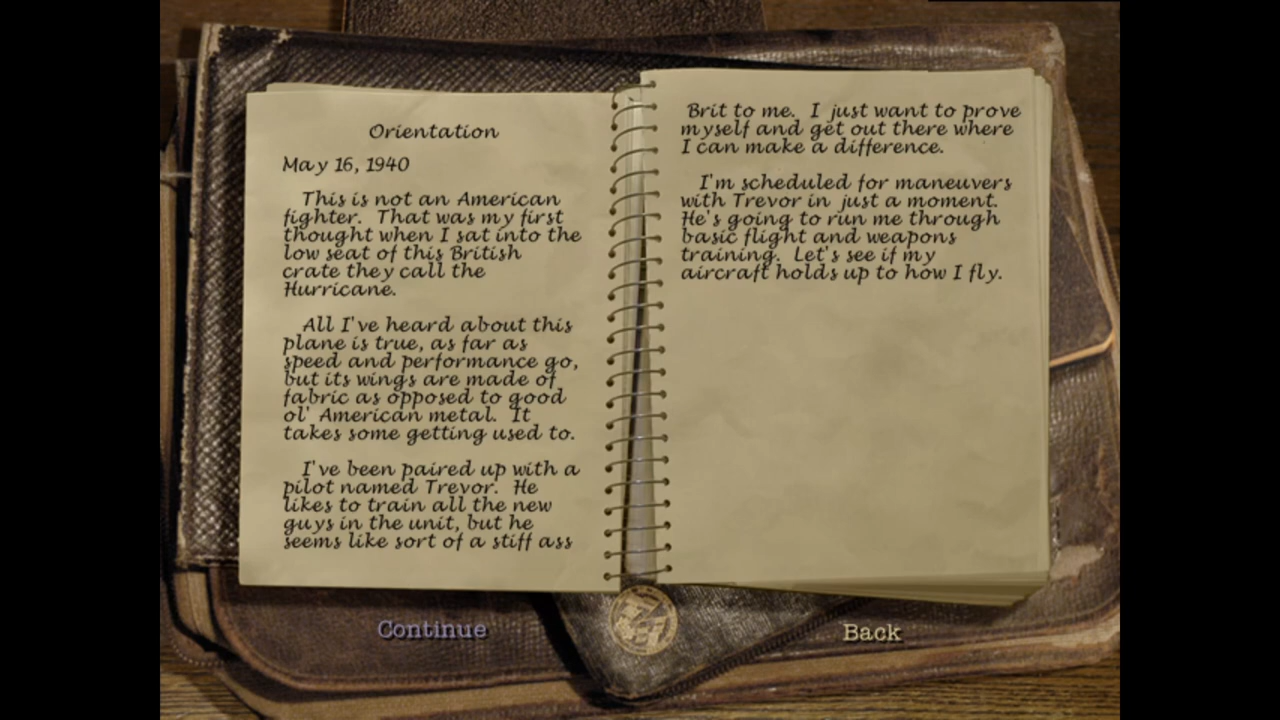 Orientation
May 16, 1940
This is not an American
fighter.  That was my first
thought when I sat into the
low seat of this British
crate they call the
Hurricane.
All I've heard about this
plane is true, as far as
speed and performance go,
but its wings are made of
fabric as opposed to good
ol' American metal.  It
takes some getting used to.
I've been paired up with a
pilot named Trevor.  He
likes to train all the new
guys in the unit, but he
seems like sort of a stiff ass
Brit to me.  I just want to prove
myself and get out there where
I can make a difference.
I'm scheduled for maneuvers
with Trevor in just a moment.
He's going to run me through
basic flight and weapons
training.  Let's see if my
aircraft holds up to how I fly.
Continue
Back